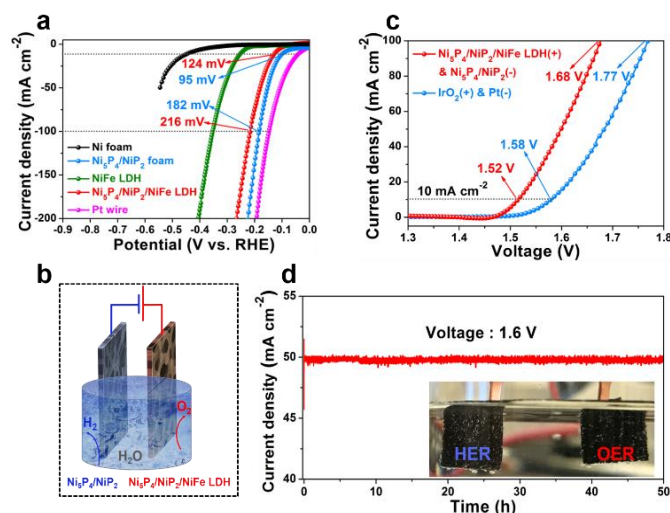 a
0
-50
-100
-150
-200
Current density (mA cm⁻²)
-0.6
-0.5
-0.4
-0.3
-0.2
-0.1
0.0
Potential (V vs. RHE)
124 mV
95 mV
182 mV
216 mV
Ni foam
Ni₅P₄/NiP₂ foam
NiFe LDH
Ni₅P₄/NiP₂/NiFe LDH
Pt wire
c
100
80
60
40
20
0
Current density (mA cm⁻²)
1.3
1.4
1.5
1.6
1.7
1.8
Voltage (V)
Ni₅P₄/NiP₂/NiFe LDH(+)
& Ni₅P₄/NiP₂(-)
IrO₂(+) & Pt(-)
1.68 V
1.77 V
1.58 V
1.52 V
10 mA cm⁻²
b
H₂
O₂
H₂O
Ni₅P₄/NiP₂
Ni₅P₄/NiP₂/NiFe LDH
d
55
50
45
40
Current density (mA cm⁻²)
0
10
20
30
40
50
Time (h)
Voltage : 1.6 V
HER
OER